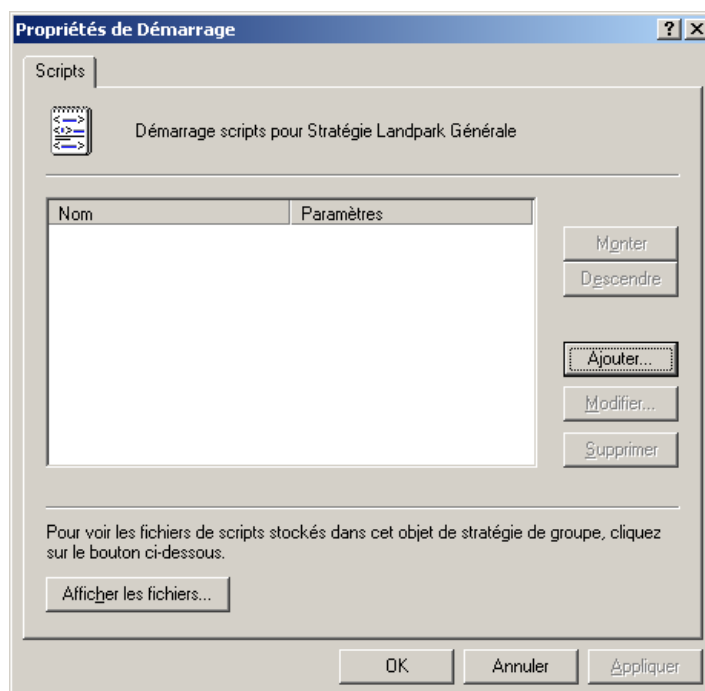 Propriétés de Démarrage
Scripts
Démarrage scripts pour Stratégie Landpark Générale
Nom Paramètres
Monter
Descendre
Ajouter...
Modifier...
Supprimer
Pour voir les fichiers de scripts stockés dans cet objet de stratégie de groupe, cliquez
sur le bouton ci-dessous.
Afficher les fichiers...
OK Annuler Appliquer